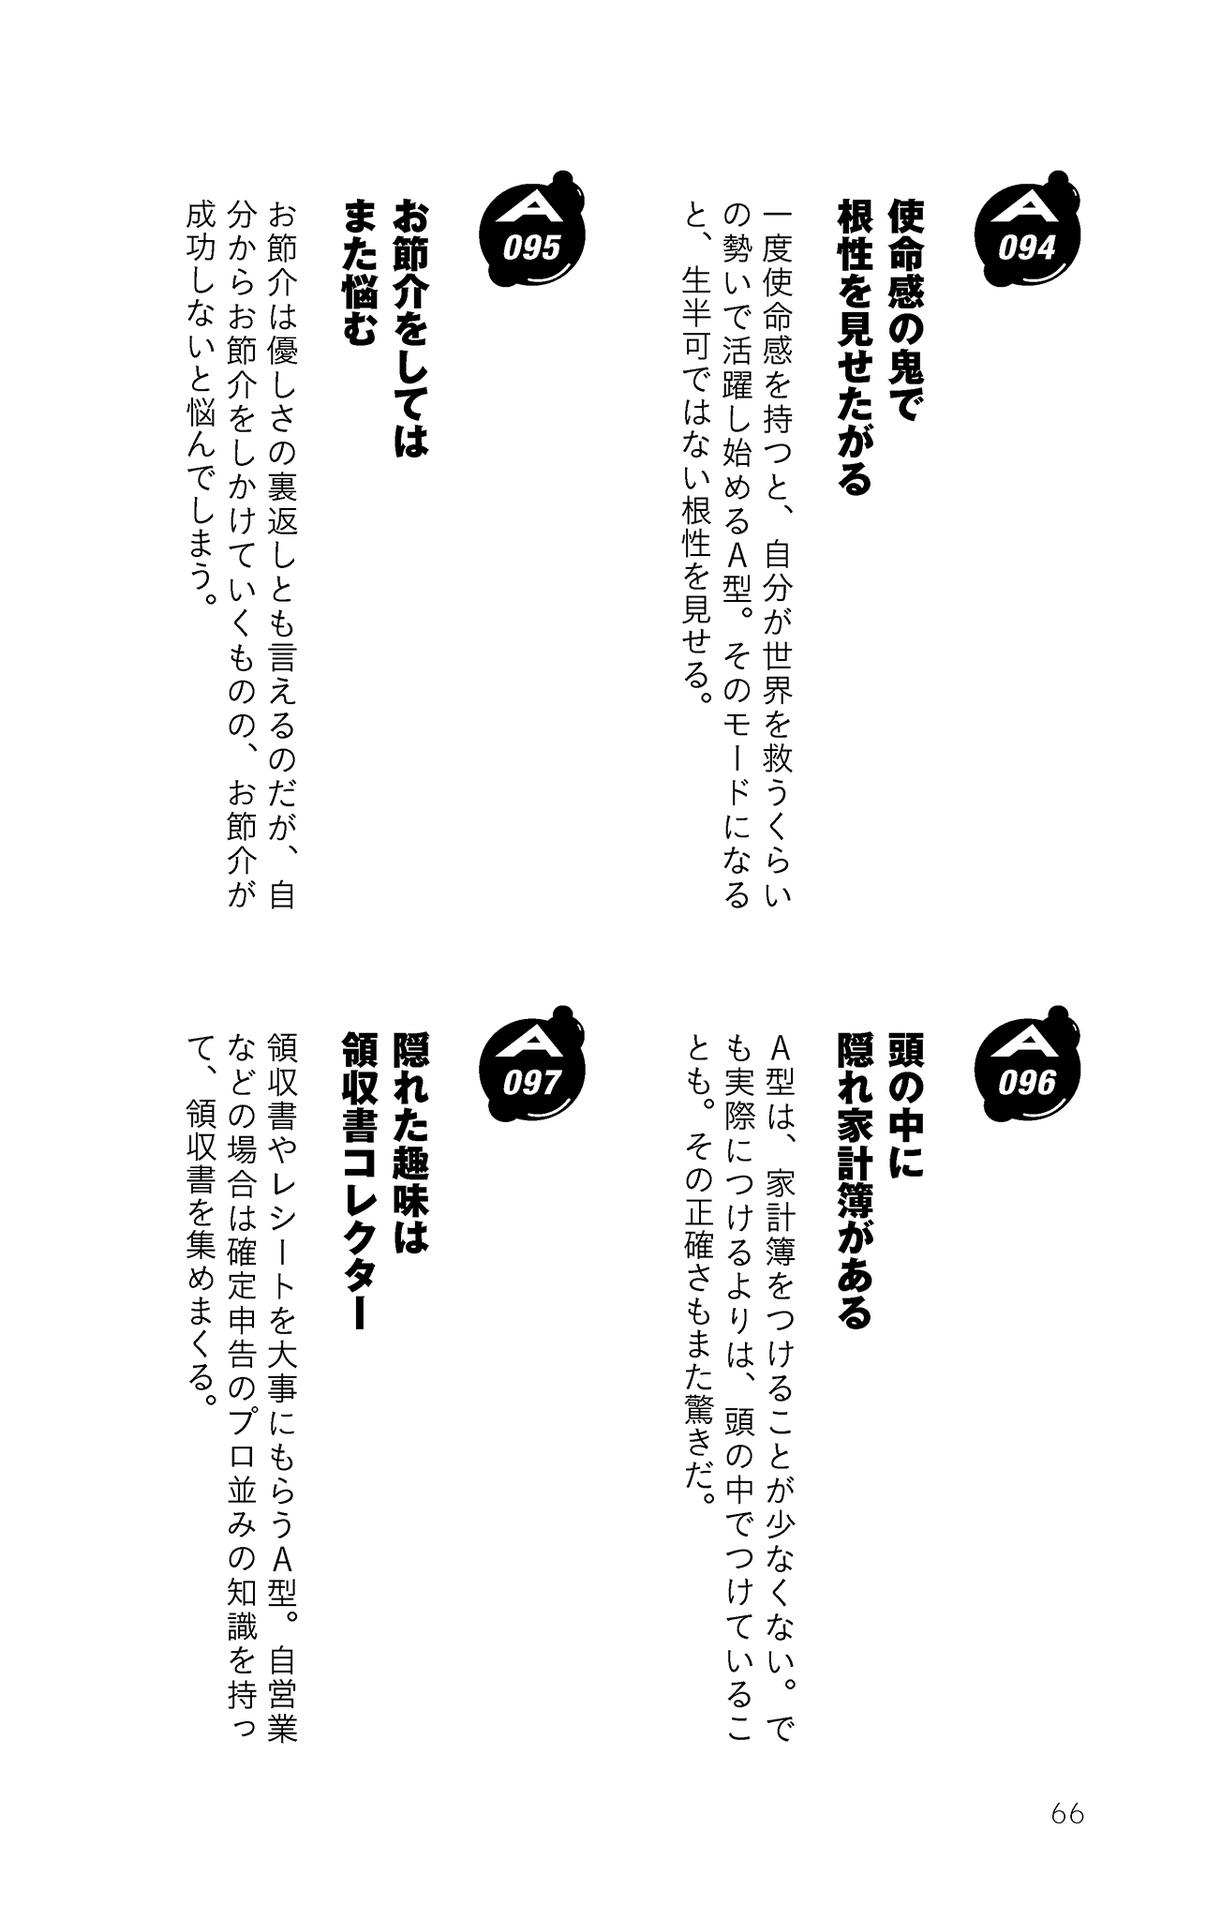 A
094
使命感の鬼で
根性を見せたがる
一度使命感を持つと、自分が世界を救うくらい
の勢いで活躍し始めるA型。そのモードになる
と、生半可ではない根性を見せる。
A
095
お節介をしては
また悩む
お節介は優しさの裏返しとも言えるのだが、自
分からお節介をしかけていくものの、お節介が
成功しないと悩んでしまう。
A
096
頭の中に
隠れ家計簿がある
A型は、家計簿をつけることが少なくない。で
も実際につけるよりは、頭の中でつけているこ
とも。その正確さもまた驚きだ。
A
097
隠れた趣味は
領収書コレクター
領収書やレシートを大事にもらうA型。自営業
などの場合は確定申告のプロ並みの知識を持っ
て、領収書を集めまくる。
66